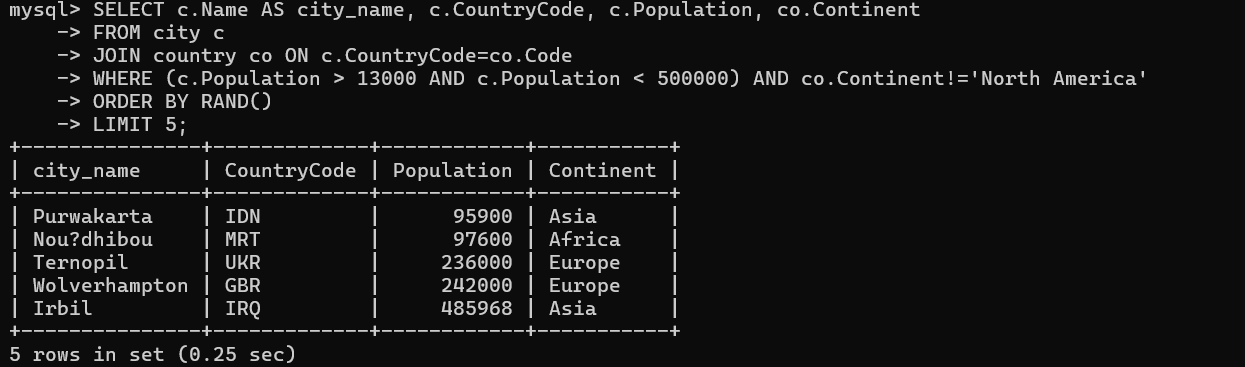 mysql> SELECT c.Name AS city_name, c.CountryCode, c.Population, co.Continent
    -> FROM city c
    -> JOIN country co ON c.CountryCode=co.Code
    -> WHERE (c.Population > 13000 AND c.Population < 500000) AND co.Continent!='North America'
    -> ORDER BY RAND()
    -> LIMIT 5;
+---------------+-------------+------------+-----------+
| city_name     | CountryCode | Population | Continent |
+---------------+-------------+------------+-----------+
| Purwakarta    | IDN         |      95900 | Asia      |
| Nou?dhibou    | MRT         |      97600 | Africa    |
| Ternopil      | UKR         |     236000 | Europe    |
| Wolverhampton | GBR         |     242000 | Europe    |
| Irbil         | IRQ         |     485968 | Asia      |
+---------------+-------------+------------+-----------+
5 rows in set (0.25 sec)